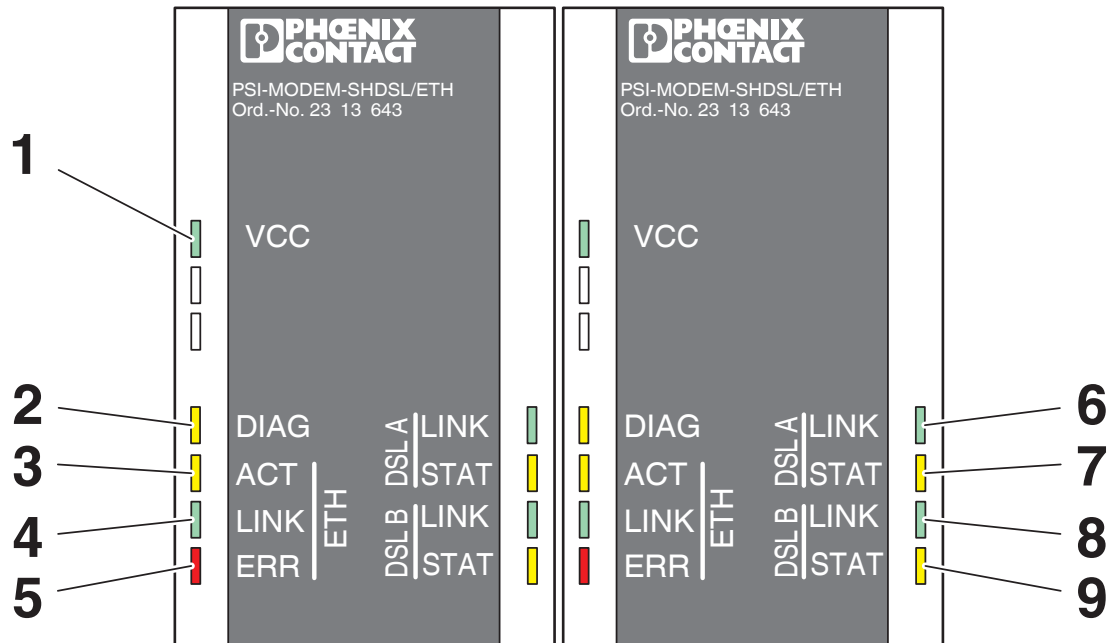 PHŒNIX
CONTACT
PSI-MODEM-SHDSL/ETH
Ord.-No. 23 13 643
VCC
DIAG
ACT
LINK
ERR
ETH
DSL A
LINK
STAT
DSL B
LINK
STAT
PHŒNIX
CONTACT
PSI-MODEM-SHDSL/ETH
Ord.-No. 23 13 643
VCC
DIAG
ACT
LINK
ERR
ETH
DSL A
LINK
STAT
DSL B
LINK
STAT
1
2
3
4
5
6
7
8
9